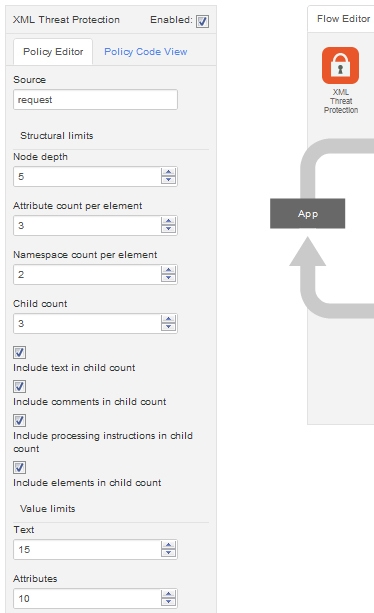 XML Threat Protection Enabled:
Policy Editor Policy Code View
Source
request
Structural limits
Node depth
5
Attribute count per element
3
Namespace count per element
2
Child count
3
Include text in child count
Include comments in child count
Include processing instructions in child
count
Include elements in child count
Value limits
Text
15
Attributes
10
Flow Editor
XML
Threat
Protection
App